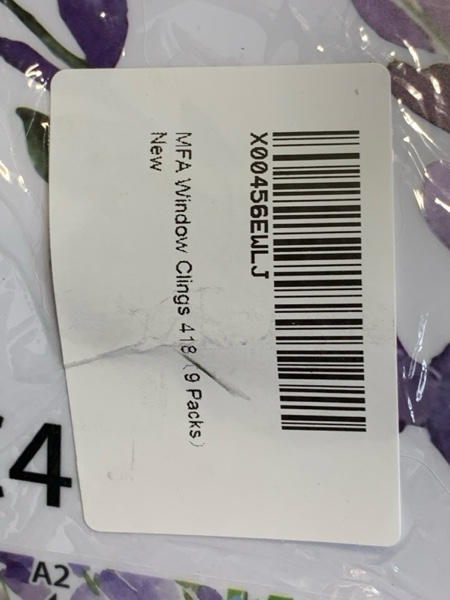 X00456EWLJ
MFA Window Clings 418（9 Packs）
New
4
A2